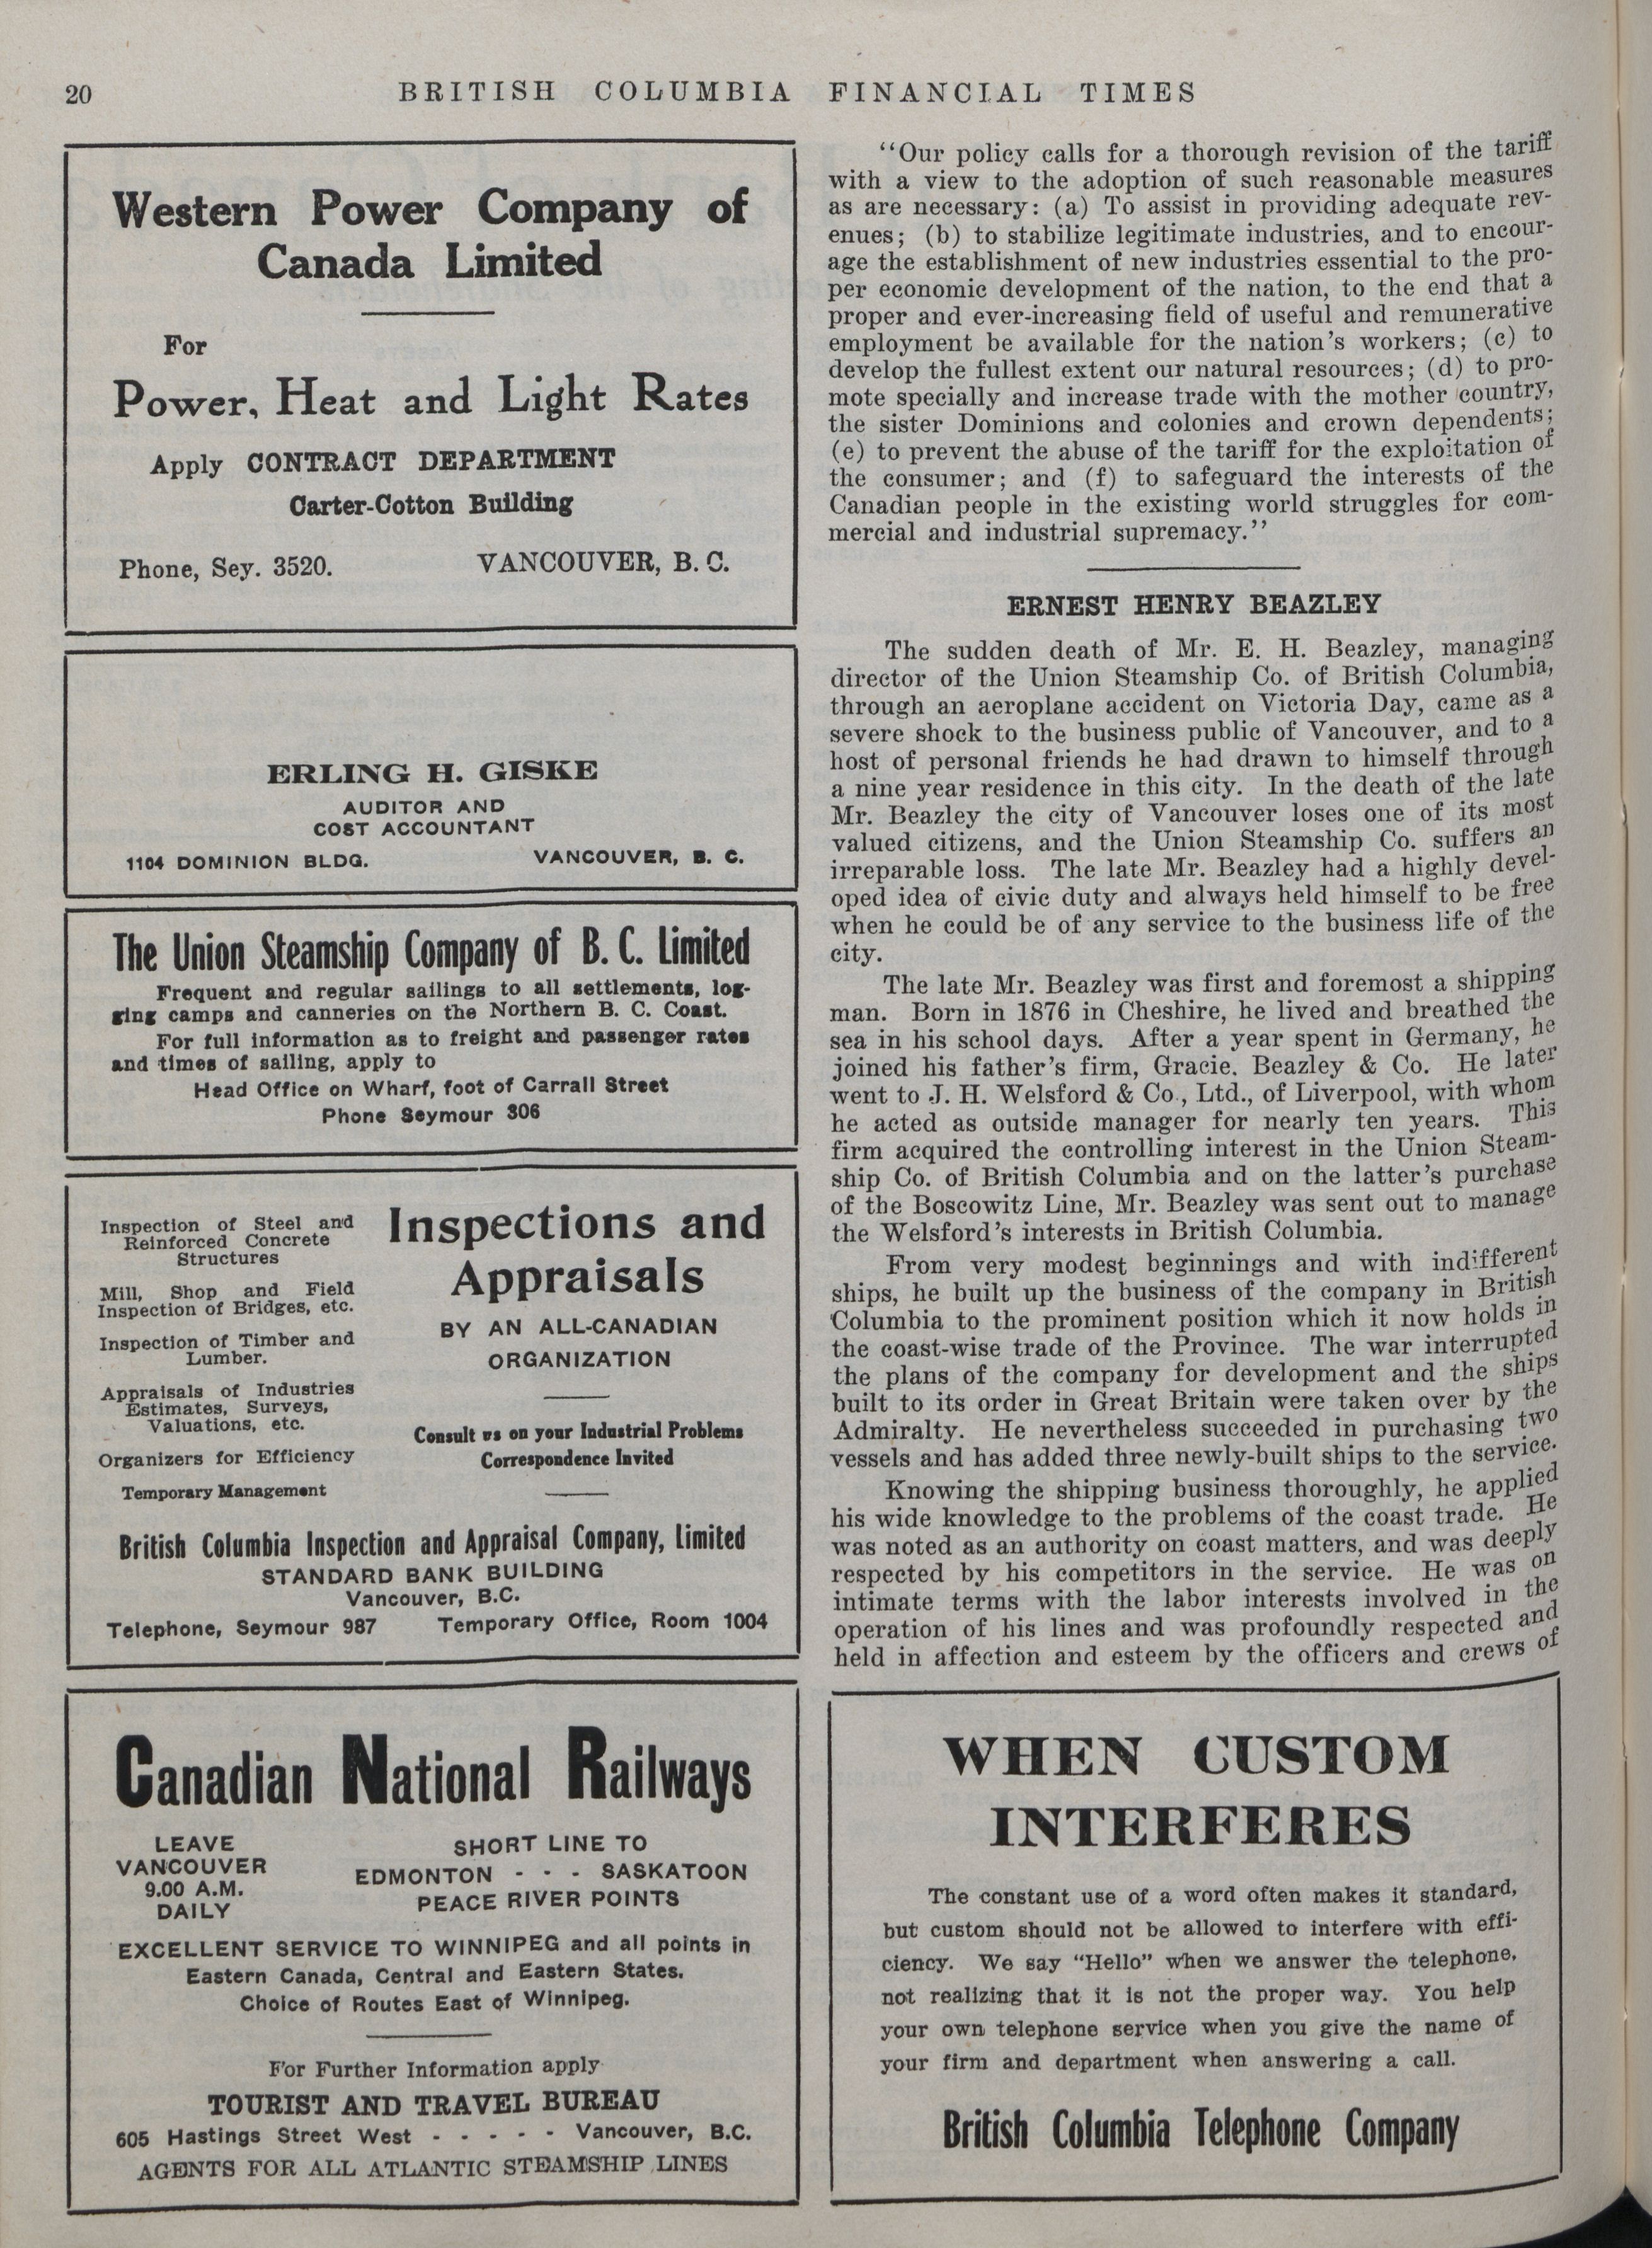 20
BRITISH COLUMBIA FINANCIAL TIMES
Western Power Company of
Canada Limited
For
Power, Heat and Light Rates
Apply CONTRACT DEPARTMENT
Carter-Cotton Building
Phone, Sey. 3520. VANCOUVER, B. C.
ERLING H. GISKE
AUDITOR AND
COST ACCOUNTANT
1104 DOMINION BLDG. VANCOUVER, B. C.
The Union Steamship Company of B. C. Limited
Frequent and regular sailings to all settlements, log-
ging camps and canneries on the Northern B. C. Coast.
For full information as to freight and passenger rates
and times of sailing, apply to
Head Office on Wharf, foot of Carrall Street
Phone Seymour 306
Inspection of Steel and
Reinforced Concrete
Structures
Mill, Shop and Field
Inspection of Bridges, etc.
Inspection of Timber and
Lumber.
Appraisals of Industries
Estimates, Surveys,
Valuations, etc.
Organizers for Efficiency
Temporary Management
Inspections and
Appraisals
BY AN ALL-CANADIAN
ORGANIZATION
Consult us on your Industrial Problems
Correspondence Invited
British Columbia Inspection and Appraisal Company, Limited
STANDARD BANK BUILDING
Vancouver, B.C.
Telephone, Seymour 987 Temporary Office, Room 1004
Canadian National Railways
LEAVE
VANCOUVER
9.00 A.M.
DAILY
SHORT LINE TO
EDMONTON - - - SASKATOON
PEACE RIVER POINTS
EXCELLENT SERVICE TO WINNIPEG and all points in
Eastern Canada, Central and Eastern States.
Choice of Routes East of Winnipeg.
For Further Information apply
TOURIST AND TRAVEL BUREAU
605 Hastings Street West - - - - - Vancouver, B.C.
AGENTS FOR ALL ATLANTIC STEAMSHIP LINES
"Our policy calls for a thorough revision of the tariff
with a view to the adoption of such reasonable measures
as are necessary: (a) To assist in providing adequate rev-
enues; (b) to stabilize legitimate industries, and to encour-
age the establishment of new industries essential to the pro-
per economic development of the nation, to the end that a
proper and ever-increasing field of useful and remunerative
employment be available for the nation's workers; (c) to
develop the fullest extent our natural resources; (d) to pro-
mote specially and increase trade with the mother country,
the sister Dominions and colonies and crown dependents;
(e) to prevent the abuse of the tariff for the exploitation of
the consumer; and (f) to safeguard the interests of the
Canadian people in the existing world struggles for com-
mercial and industrial supremacy."
ERNEST HENRY BEAZLEY
The sudden death of Mr. E. H. Beazley, managing
director of the Union Steamship Co. of British Columbia,
through an aeroplane accident on Victoria Day, came as a
severe shock to the business public of Vancouver, and to a
host of personal friends he had drawn to himself through
a nine year residence in this city. In the death of the late
Mr. Beazley the city of Vancouver loses one of its most
valued citizens, and the Union Steamship Co. suffers an
irreparable loss. The late Mr. Beazley had a highly devel-
oped idea of civic duty and always held himself to be free
when he could be of any service to the business life of the
city.
The late Mr. Beazley was first and foremost a shipping
man. Born in 1876 in Cheshire, he lived and breathed the
sea in his school days. After a year spent in Germany, he
joined his father's firm, Gracie. Beazley & Co. He later
went to J. H. Welsford & Co., Ltd., of Liverpool, with whom
he acted as outside manager for nearly ten years. This
firm acquired the controlling interest in the Union Steam-
ship Co. of British Columbia and on the latter's purchase
of the Boscowitz Line, Mr. Beazley was sent out to manage
the Welsford's interests in British Columbia.
From very modest beginnings and with indifferent
ships, he built up the business of the company in British
Columbia to the prominent position which it now holds in
the coast-wise trade of the Province. The war interrupted
the plans of the company for development and the ships
built to its order in Great Britain were taken over by the
Admiralty. He nevertheless succeeded in purchasing two
vessels and has added three newly-built ships to the service.
Knowing the shipping business thoroughly, he applied
his wide knowledge to the problems of the coast trade. He
was noted as an authority on coast matters, and was deeply
respected by his competitors in the service. He was on
intimate terms with the labor interests involved in the
operation of his lines and was profoundly respected and
held in affection and esteem by the officers and crews of
WHEN CUSTOM
INTERFERES
The constant use of a word often makes it standard,
but custom should not be allowed to interfere with effi-
ciency. We say "Hello" when we answer the telephone,
not realizing that it is not the proper way. You help
your own telephone service when you give the name of
your firm and department when answering a call.
British Columbia Telephone Company